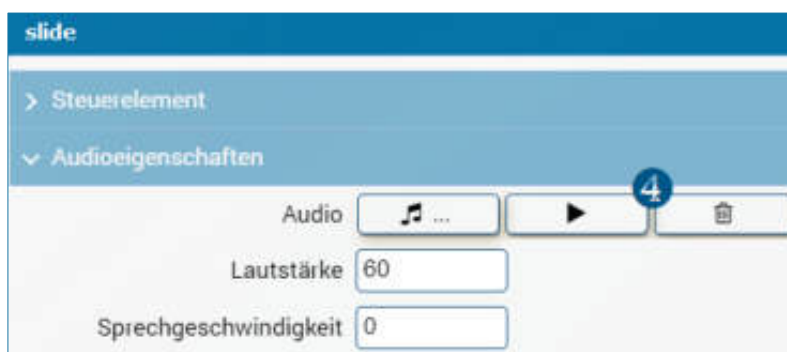 slide
Steuerelement
Audioeigenschaften
4
Audio ...
Lautstärke 60
Sprechgeschwindigkeit 0